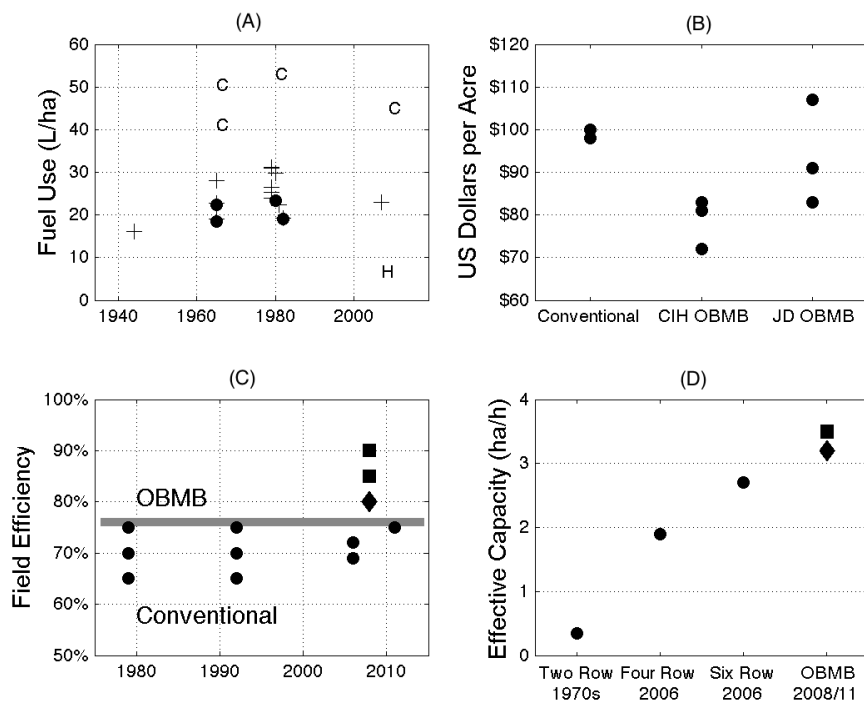 (A)
Fuel Use (L/ha)
60
50
40
30
20
10
0
C
C
C
C
H
1940
1960
1980
2000
(B)
US Dollars per Acre
$120
$110
$100
$90
$80
$70
$60
Conventional
CIH OBMB
JD OBMB
(C)
Field Efficiency
100%
90%
80%
70%
60%
50%
OBMB
Conventional
1980
1990
2000
2010
(D)
Effective Capacity (ha/h)
4
3
2
1
0
Two Row
1970s
Four Row
2006
Six Row
2006
OBMB
2008/11